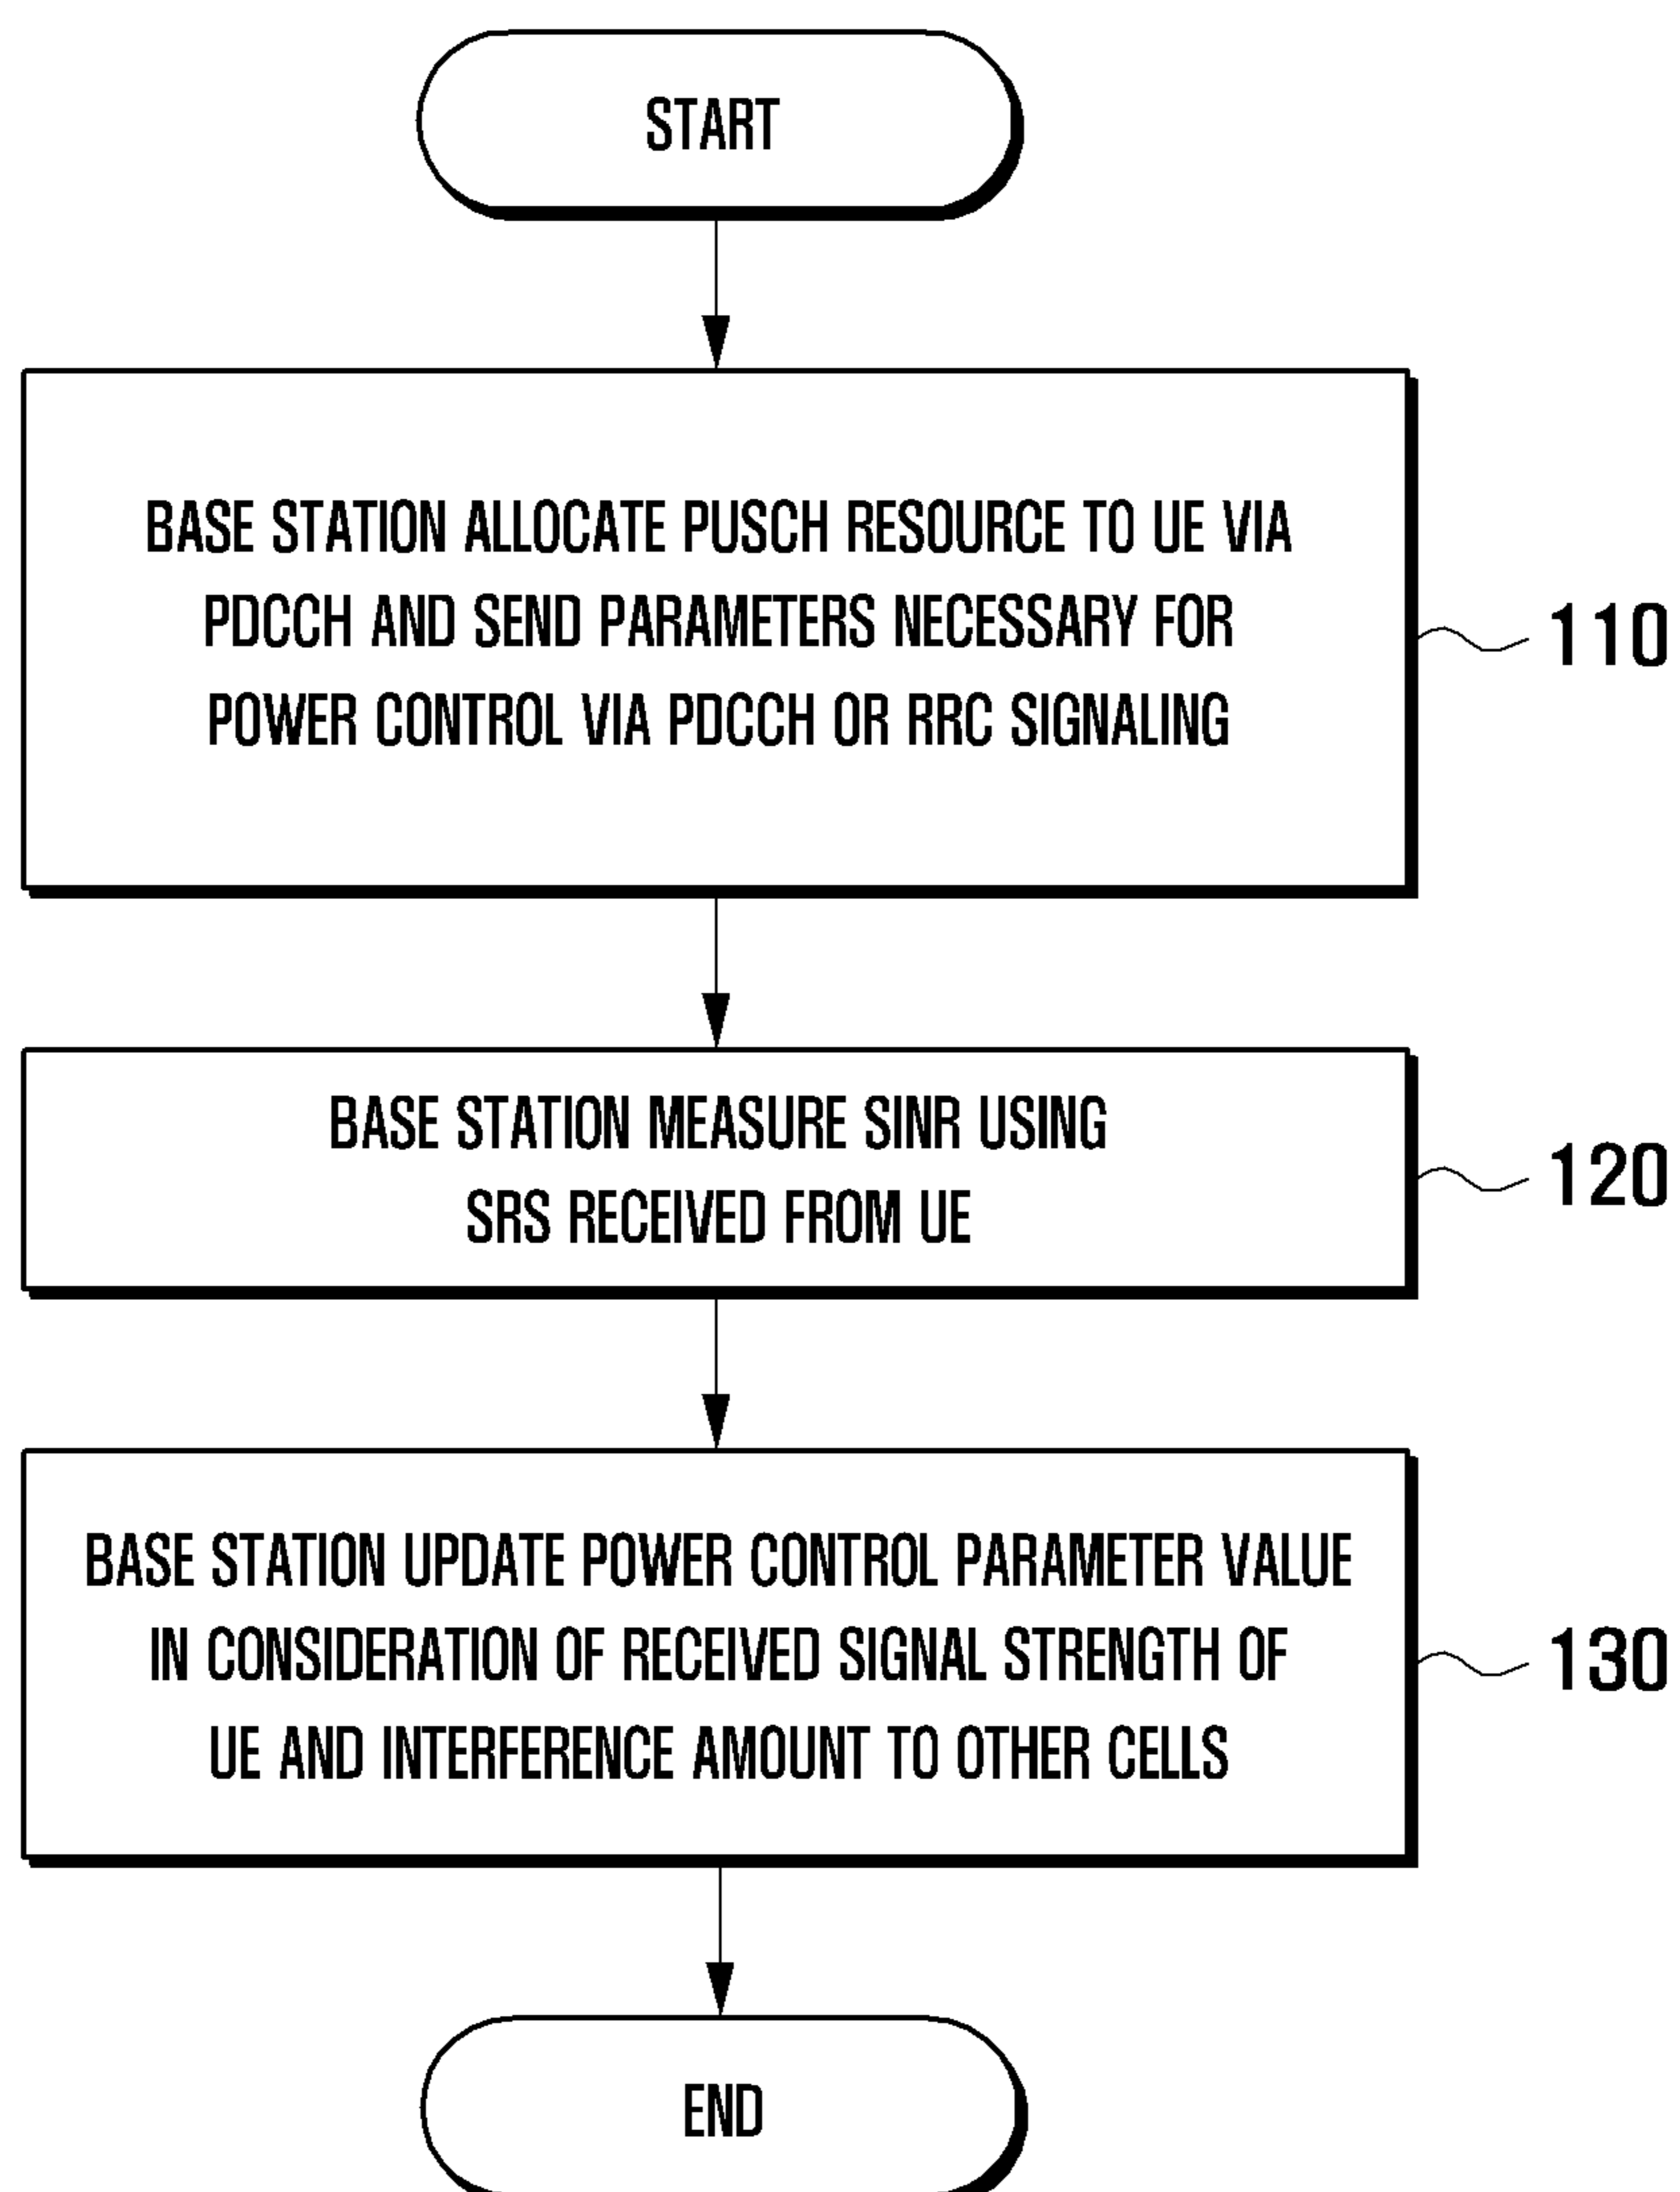 START
BASE STATION ALLOCATE PUSCH RESOURCE TO UE VIA
PDCCH AND SEND PARAMETERS NECESSARY FOR
POWER CONTROL VIA PDCCH OR RRC SIGNALING
110
BASE STATION MEASURE SINR USING
SRS RECEIVED FROM UE
120
BASE STATION UPDATE POWER CONTROL PARAMETER VALUE
IN CONSIDERATION OF RECEIVED SIGNAL STRENGTH OF
UE AND INTERFERENCE AMOUNT TO OTHER CELLS
130
END